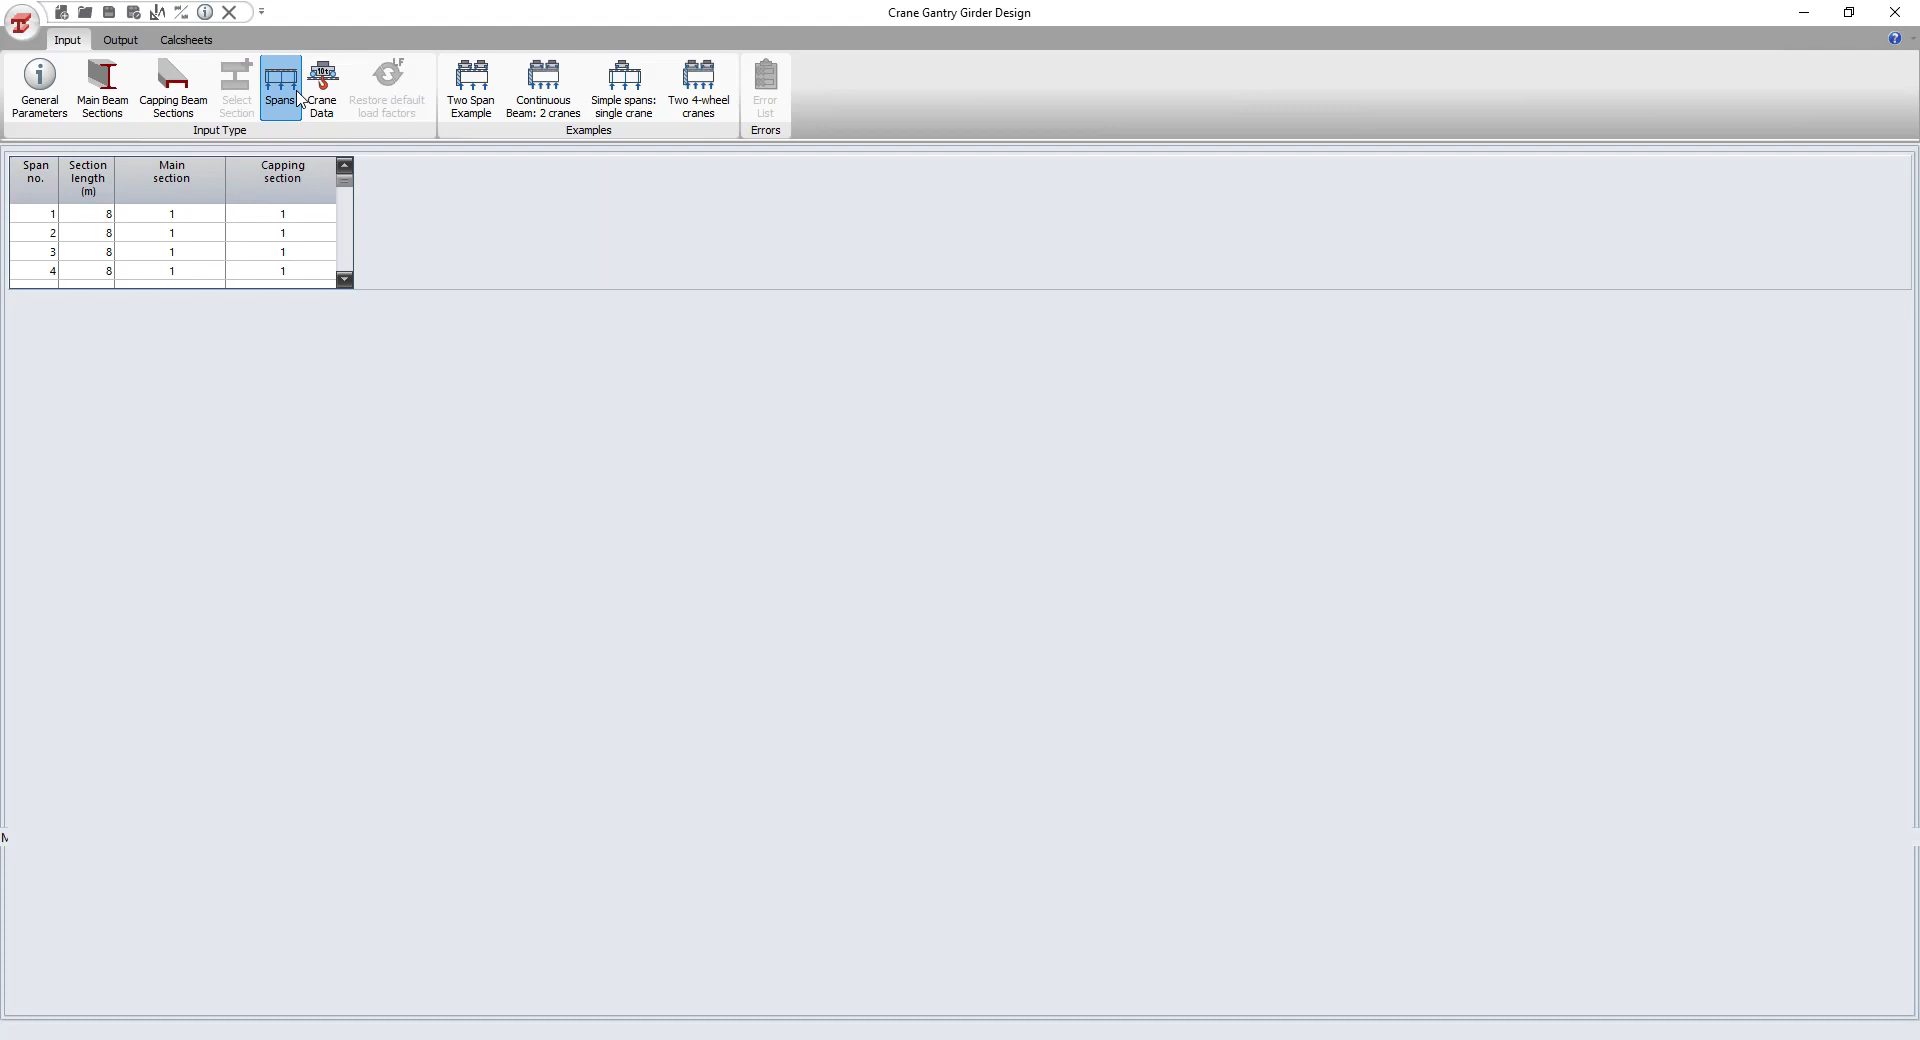 Crane Gantry Girder Design
Input Output Calcsheets
General Parameters
Main Beam Sections
Capping Beam Sections
Select Section
Spans
Crane Data
Restore default load factors
LF
10t
Two Span Example
Continuous Beam: 2 cranes
Simple spans: single crane
Two 4-wheel cranes
Error List
Input Type Examples Errors
Span no. Section length (m) Main section Capping section
1 8 1 1
2 8 1 1
3 8 1 1
4 8 1 1